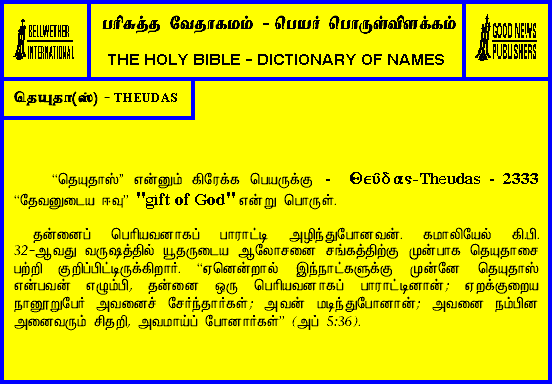 BELLWETHER
INTERNATIONAL
பரிசுத்த வேதாகமம் - பெயர் பொருள்விளக்கம்
THE HOLY BIBLE - DICTIONARY OF NAMES
GOOD NEWS
PUBLISHERS
தெயுதா(ஸ்) - THEUDAS
“தெயுதாஸ்” என்னும் கிரேக்க பெயருக்கு - Θεῦδας-Theudas - 2333
“தேவனுடைய ஈவு” "gift of God" என்று பொருள்.
தன்னைப் பெரியவனாகப் பாராட்டி அழிந்துபோனவன். கமாலியேல் கி.பி.
32-ஆவது வருஷத்தில் யூதருடைய ஆலோசனை சங்கத்திற்கு முன்பாக தெயுதாசை
பற்றி குறிப்பிட்டிருக்கிறார். “ஏனென்றால் இந்நாட்களுக்கு முன்னே தெயுதாஸ்
என்பவன் எழும்பி, தன்னை ஒரு பெரியவனாகப் பாராட்டினான்; ஏறக்குறைய
நானூறுபேர் அவனைச் சேர்ந்தார்கள்; அவன் மடிந்துபோனான்; அவனை நம்பின
அனைவரும் சிதறி, அவமாய்ப் போனார்கள்” (அப் 5:36).